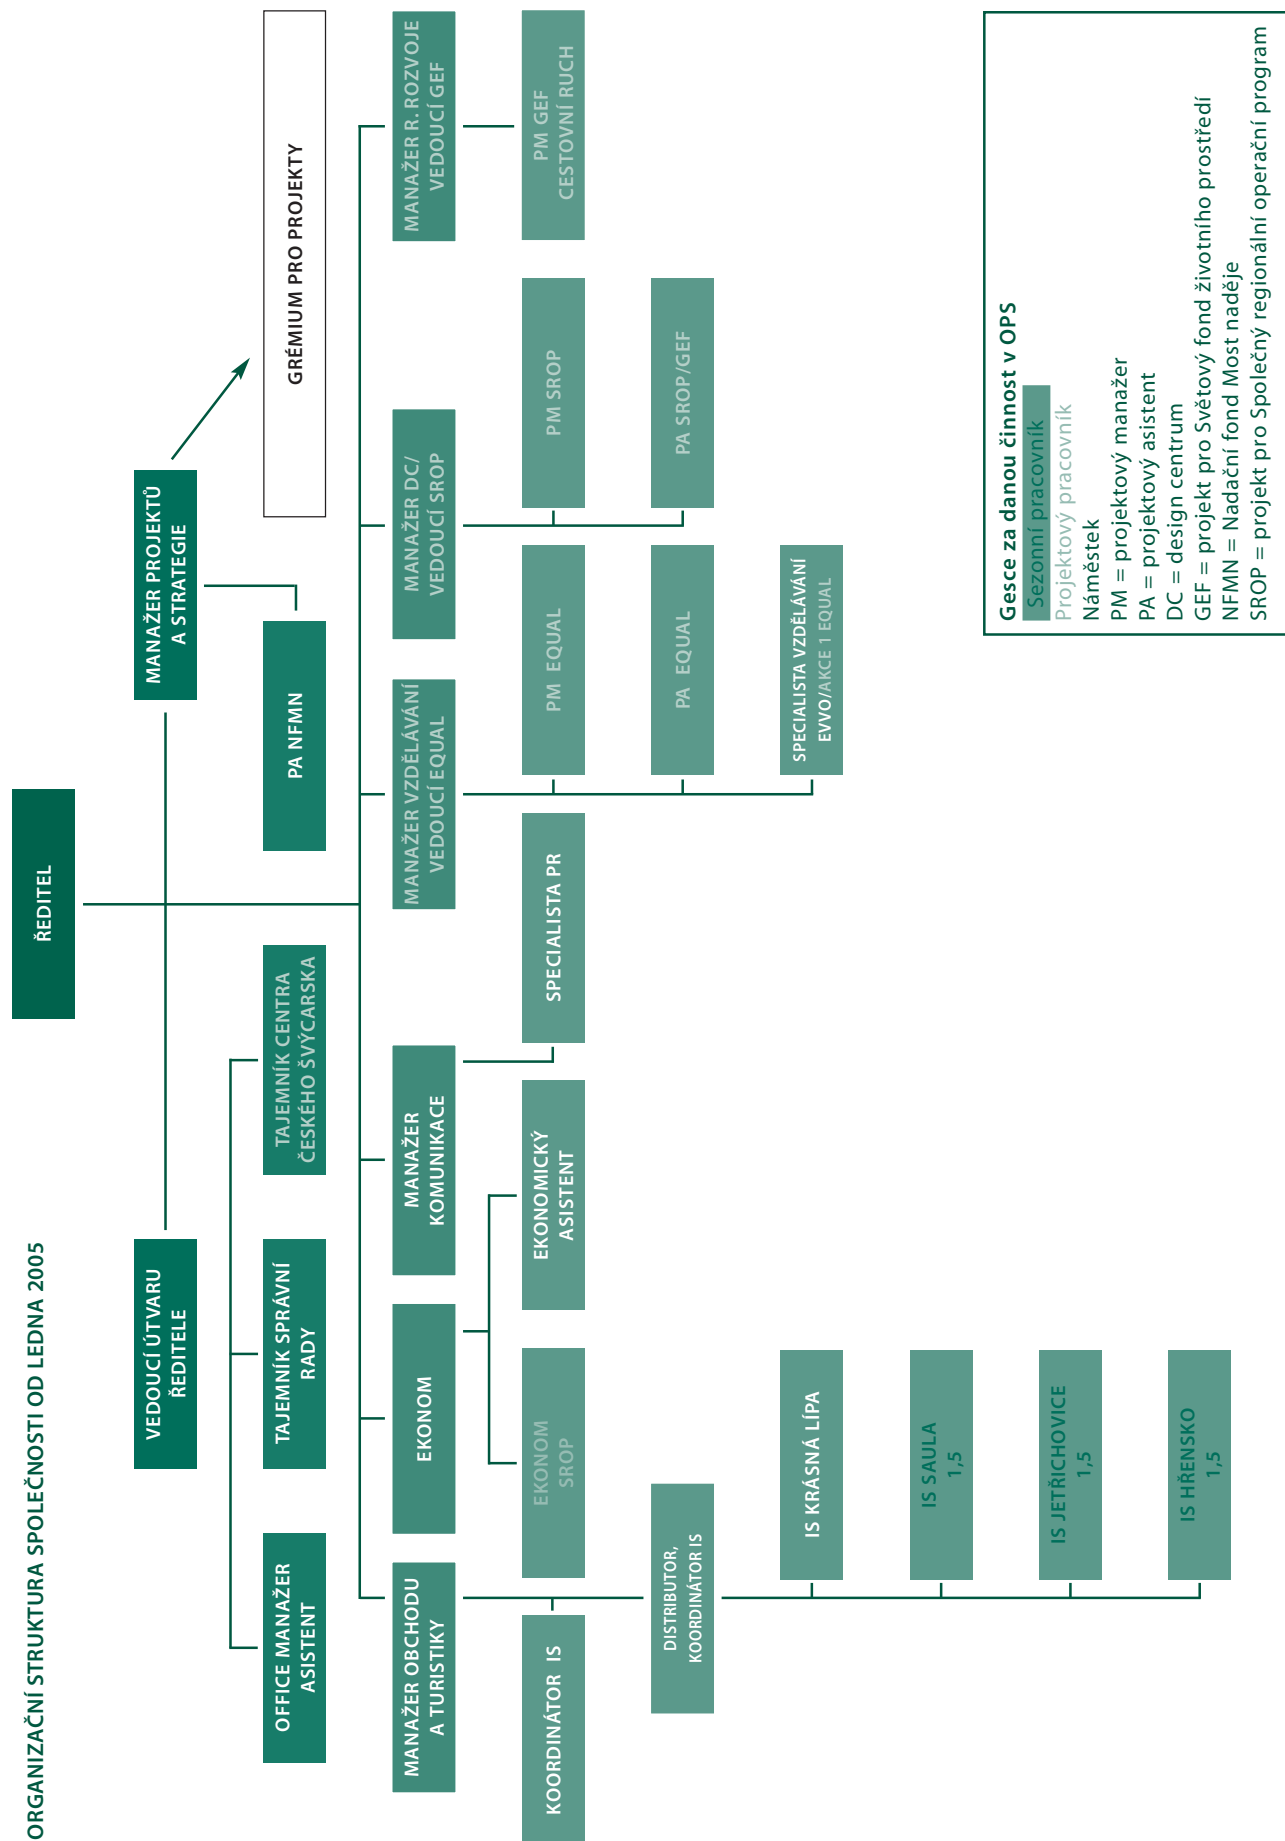 ORGANIZAČNÍ STRUKTURA SPOLEČNOSTI OD LEDNA 2005
ŘEDITEL
VEDOUCÍ ÚTVARU
ŘEDITELE
MANAŽER PROJEKTŮ
A STRATEGIE
OFFICE MANAŽER
ASISTENT
TAJEMNÍK SPRÁVNÍ
RADY
TAJEMNÍK CENTRA
ČESKÉHO ŠVÝCARSKA
PA NFMN
GRÉMIUM PRO PROJEKTY
MANAŽER OBCHODU
A TURISTIKY
EKONOM
MANAŽER
KOMUNIKACE
MANAŽER VZDĚLÁVÁNÍ
VEDOUCÍ EQUAL
MANAŽER DC/
VEDOUCÍ SROP
MANAŽER R. ROZVOJE
VEDOUCÍ GEF
KOORDINÁTOR IS
EKONOM
SROP
EKONOMICKÝ
ASISTENT
SPECIALISTA PR
PM EQUAL
PM SROP
PM GEF
CESTOVNÍ RUCH
DISTRIBUTOR,
KOORDINÁTOR IS
PA EQUAL
PA SROP/GEF
IS KRÁSNÁ LÍPA
SPECIALISTA VZDĚLÁVÁNÍ
EVVO/AKCE 1 EQUAL
IS SAULA
1,5
IS JETŘICHOVICE
1,5
IS HŘENSKO
1,5
Gesce za danou činnost v OPS
Sezonní pracovník
Projektový pracovník
Náměstek
PM = projektový manažer
PA = projektový asistent
DC = design centrum
GEF = projekt pro Světový fond životního prostředí
NFMN = Nadační fond Most naděje
SROP = projekt pro Společný regionální operační program